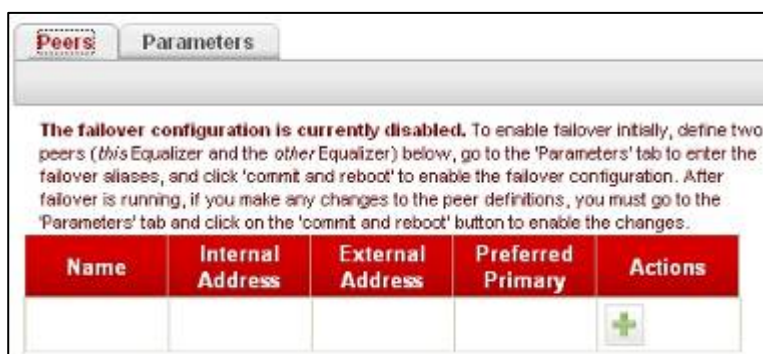 Peers Parameters
The failover configuration is currently disabled. To enable failover initially, define two
peers (this Equalizer and the other Equalizer) below, go to the 'Parameters' tab to enter the
failover aliases, and click 'commit and reboot' to enable the failover configuration. After
failover is running, if you make any changes to the peer definitions, you must go to the
'Parameters' tab and click on the 'commit and reboot' button to enable the changes.
Name Internal Address External Address Preferred Primary Actions